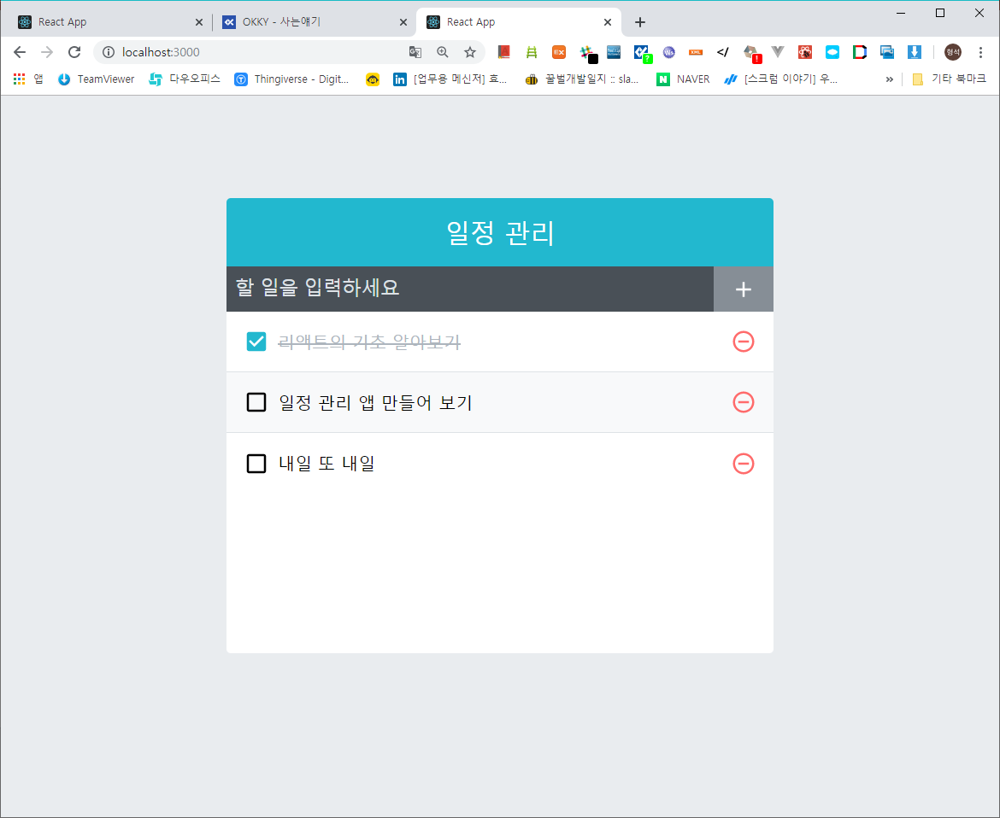 React App
OKKY - 사는얘기
React App
localhost:3000
형석
앱
TeamViewer
다우오피스
Thingiverse - Digit...
[업무용 메신저] 효...
꿀벌개발일지 :: sla...
NAVER
[스크럼 이야기] 우...
기타 북마크
일정 관리
할 일을 입력하세요
리액트의 기초 알아보기
일정 관리 앱 만들어 보기
내일 또 내일